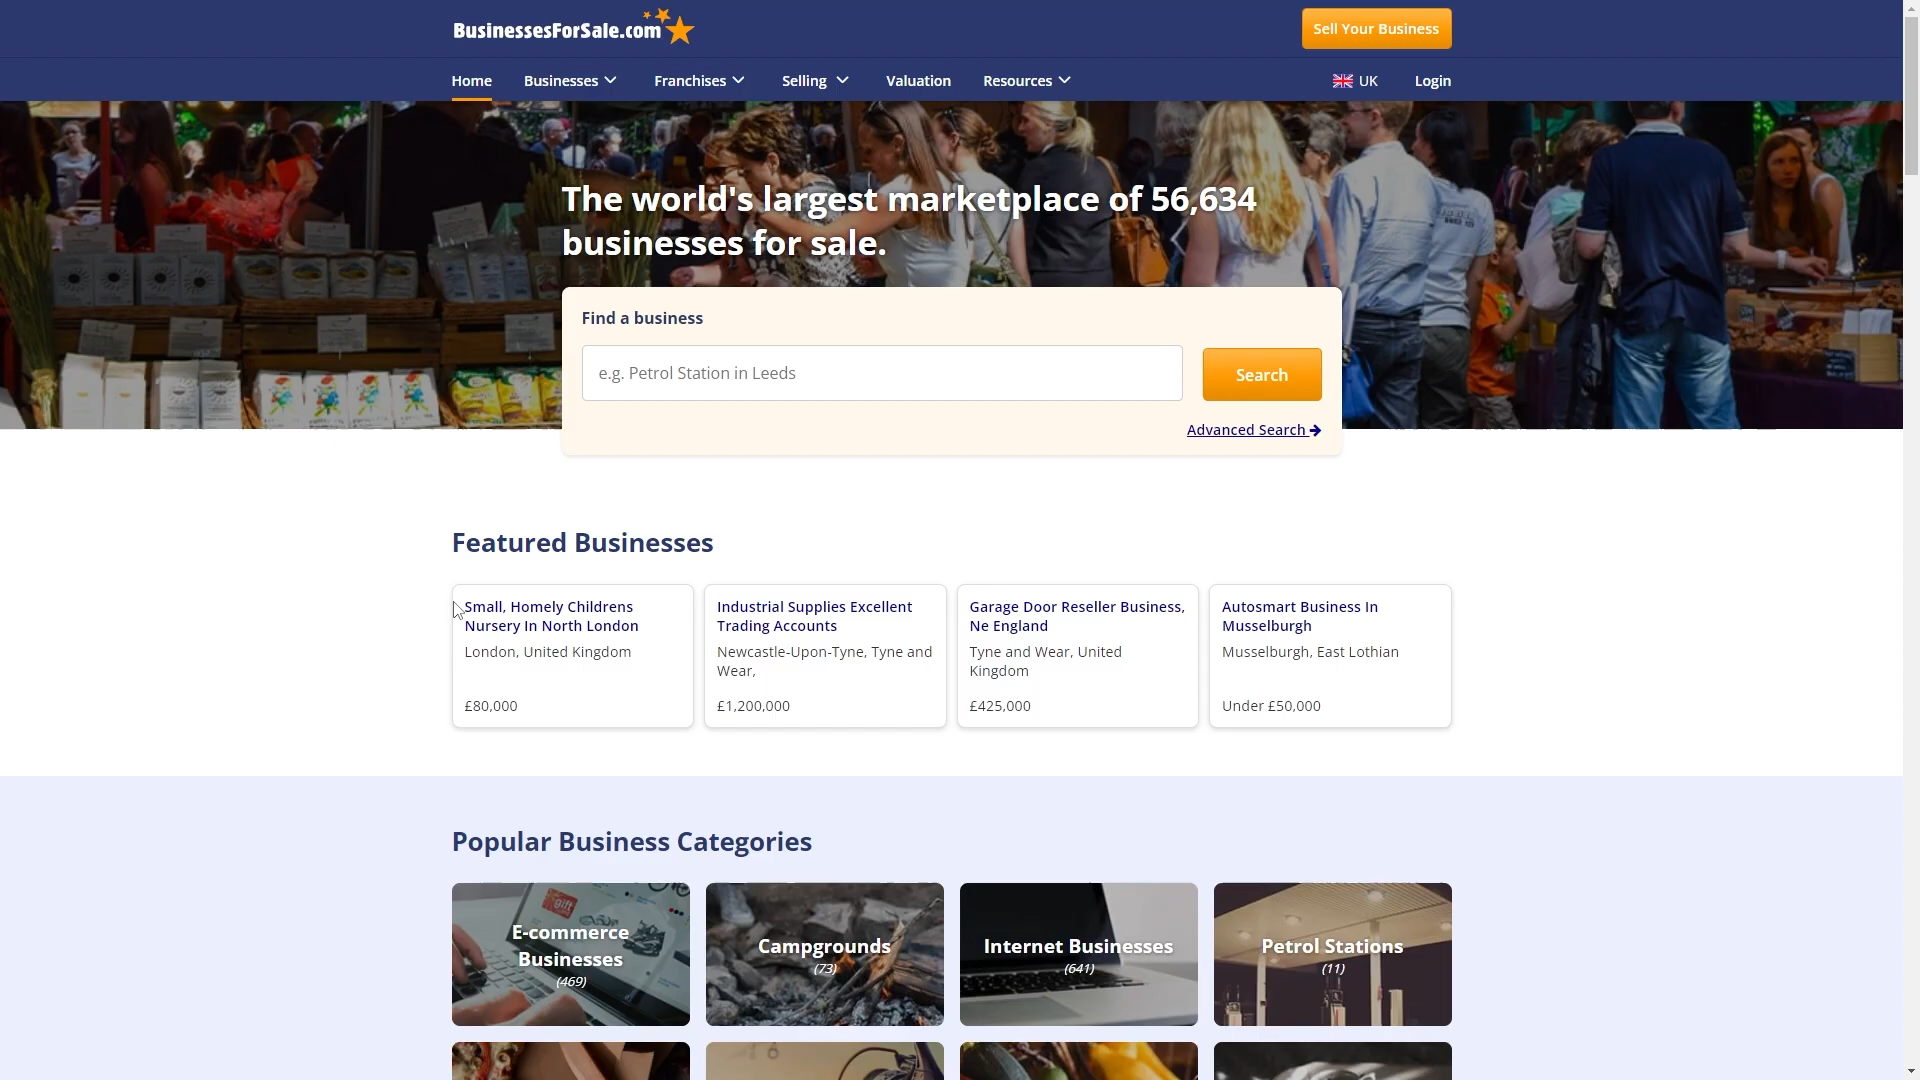 BusinessesForSale.com
Sell Your Business
Home
Businesses
Franchises
Selling
Valuation
Resources
UK
Login
The world's largest marketplace of 56,634
businesses for sale.
Find a business
e.g. Petrol Station in Leeds
Search
Advanced Search
Featured Businesses
Small, Homely Childrens
Nursery In North London
London, United Kingdom
£80,000
Industrial Supplies Excellent
Trading Accounts
Newcastle-Upon-Tyne, Tyne and
Wear,
£1,200,000
Garage Door Reseller Business,
Ne England
Tyne and Wear, United
Kingdom
£425,000
Autosmart Business In
Musselburgh
Musselburgh, East Lothian
Under £50,000
Popular Business Categories
E-commerce
Businesses
(469)
Campgrounds
(73)
Internet Businesses
(641)
Petrol Stations
(11)
gift